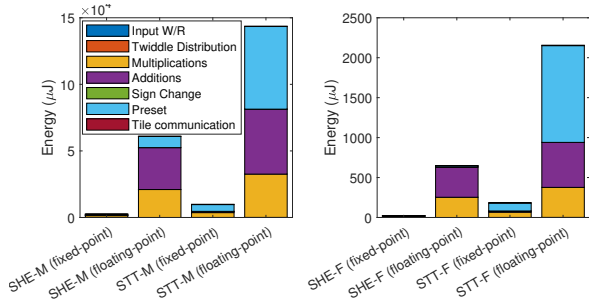 ×10⁻⁴
15
10
5
0
Energy (μJ)
Input W/R
Twiddle Distribution
Multiplications
Additions
Sign Change
Preset
Tile communication
SHE-M (fixed-point)
SHE-M (floating-point)
STT-M (fixed-point)
STT-M (floating-point)
2500
2000
1500
1000
500
0
Energy (μJ)
SHE-F (fixed-point)
SHE-F (floating-point)
STT-F (fixed-point)
STT-F (floating-point)